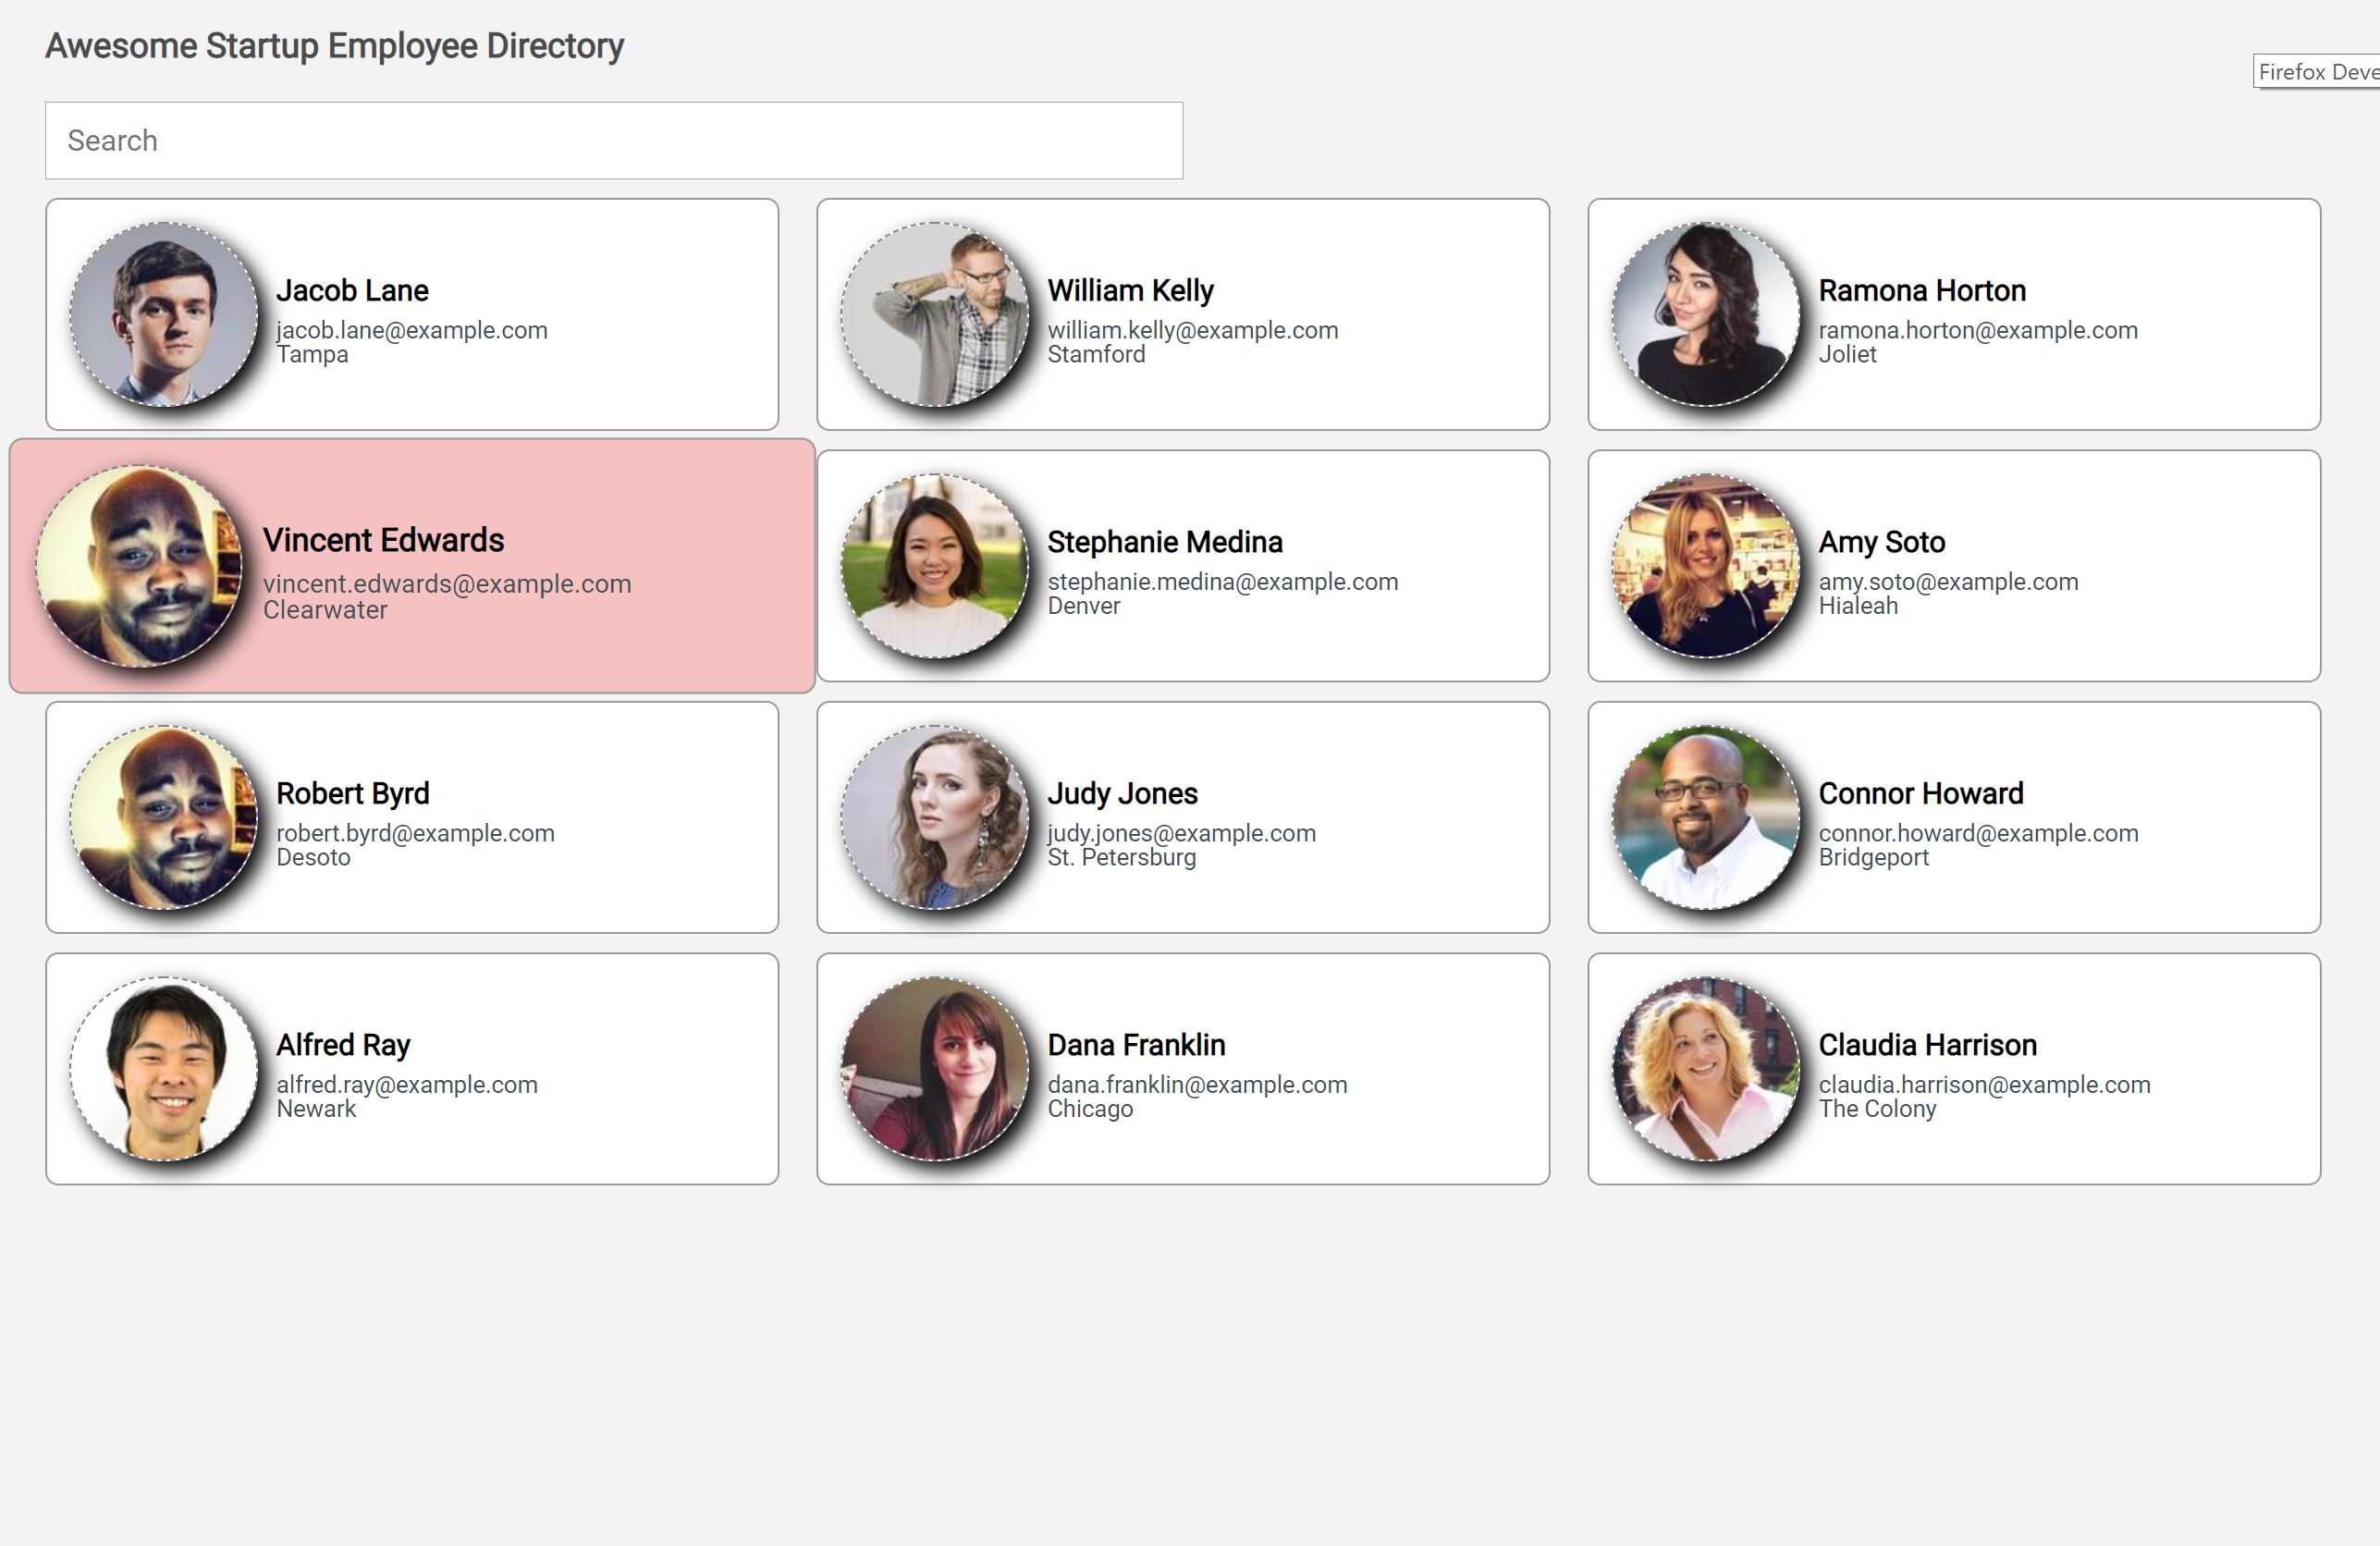 Awesome Startup Employee Directory
Firefox Deve
Search
Jacob Lane
jacob.lane@example.com
Tampa
William Kelly
william.kelly@example.com
Stamford
Ramona Horton
ramona.horton@example.com
Joliet
Vincent Edwards
vincent.edwards@example.com
Clearwater
Stephanie Medina
stephanie.medina@example.com
Denver
Amy Soto
amy.soto@example.com
Hialeah
Robert Byrd
robert.byrd@example.com
Desoto
Judy Jones
judy.jones@example.com
St. Petersburg
Connor Howard
connor.howard@example.com
Bridgeport
Alfred Ray
alfred.ray@example.com
Newark
Dana Franklin
dana.franklin@example.com
Chicago
Claudia Harrison
claudia.harrison@example.com
The Colony